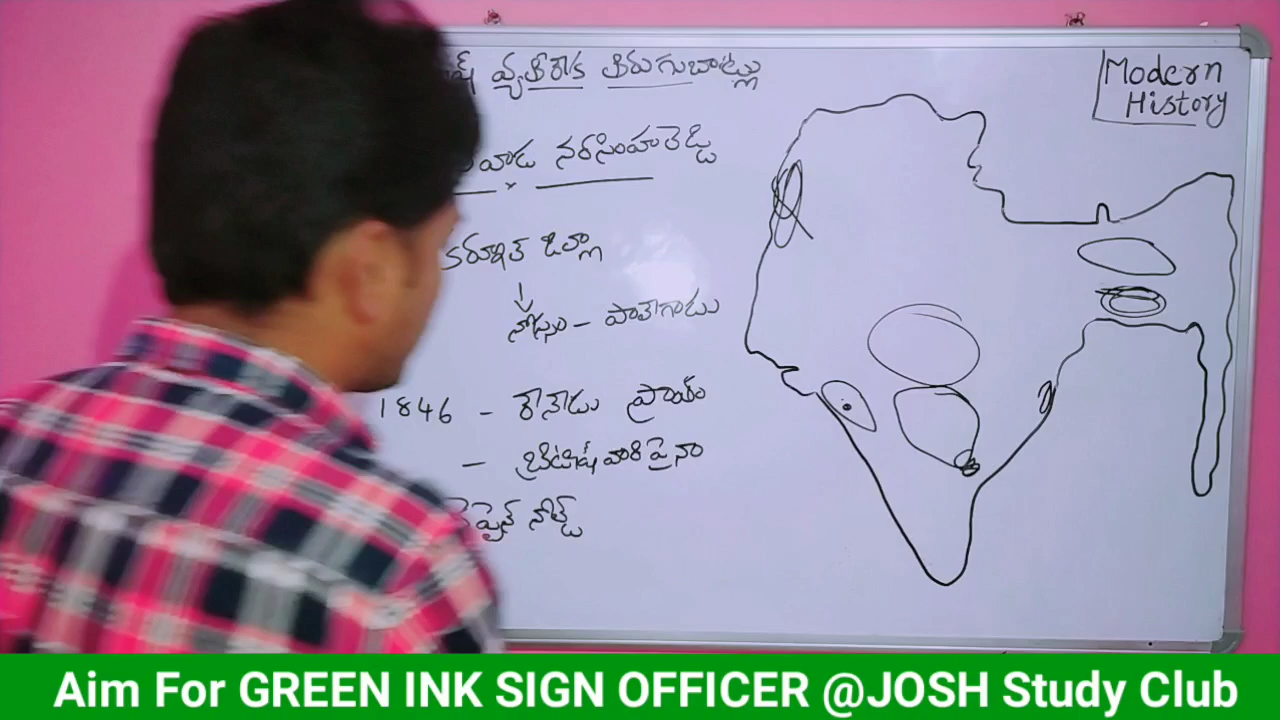 వ్యతిరేక తిరుగుబాట్లు
Modern
History
వాడ నరసింహారెడ్డి
కర్నూల్ జిల్లా
నోస్సం - పాలెగాడు
1846 - రేనాడు ప్రాంతం
- బ్రిటీష్ వారిపైనా
కెప్టెన్ నోల్డ్
Aim For GREEN INK SIGN OFFICER @JOSH Study Club